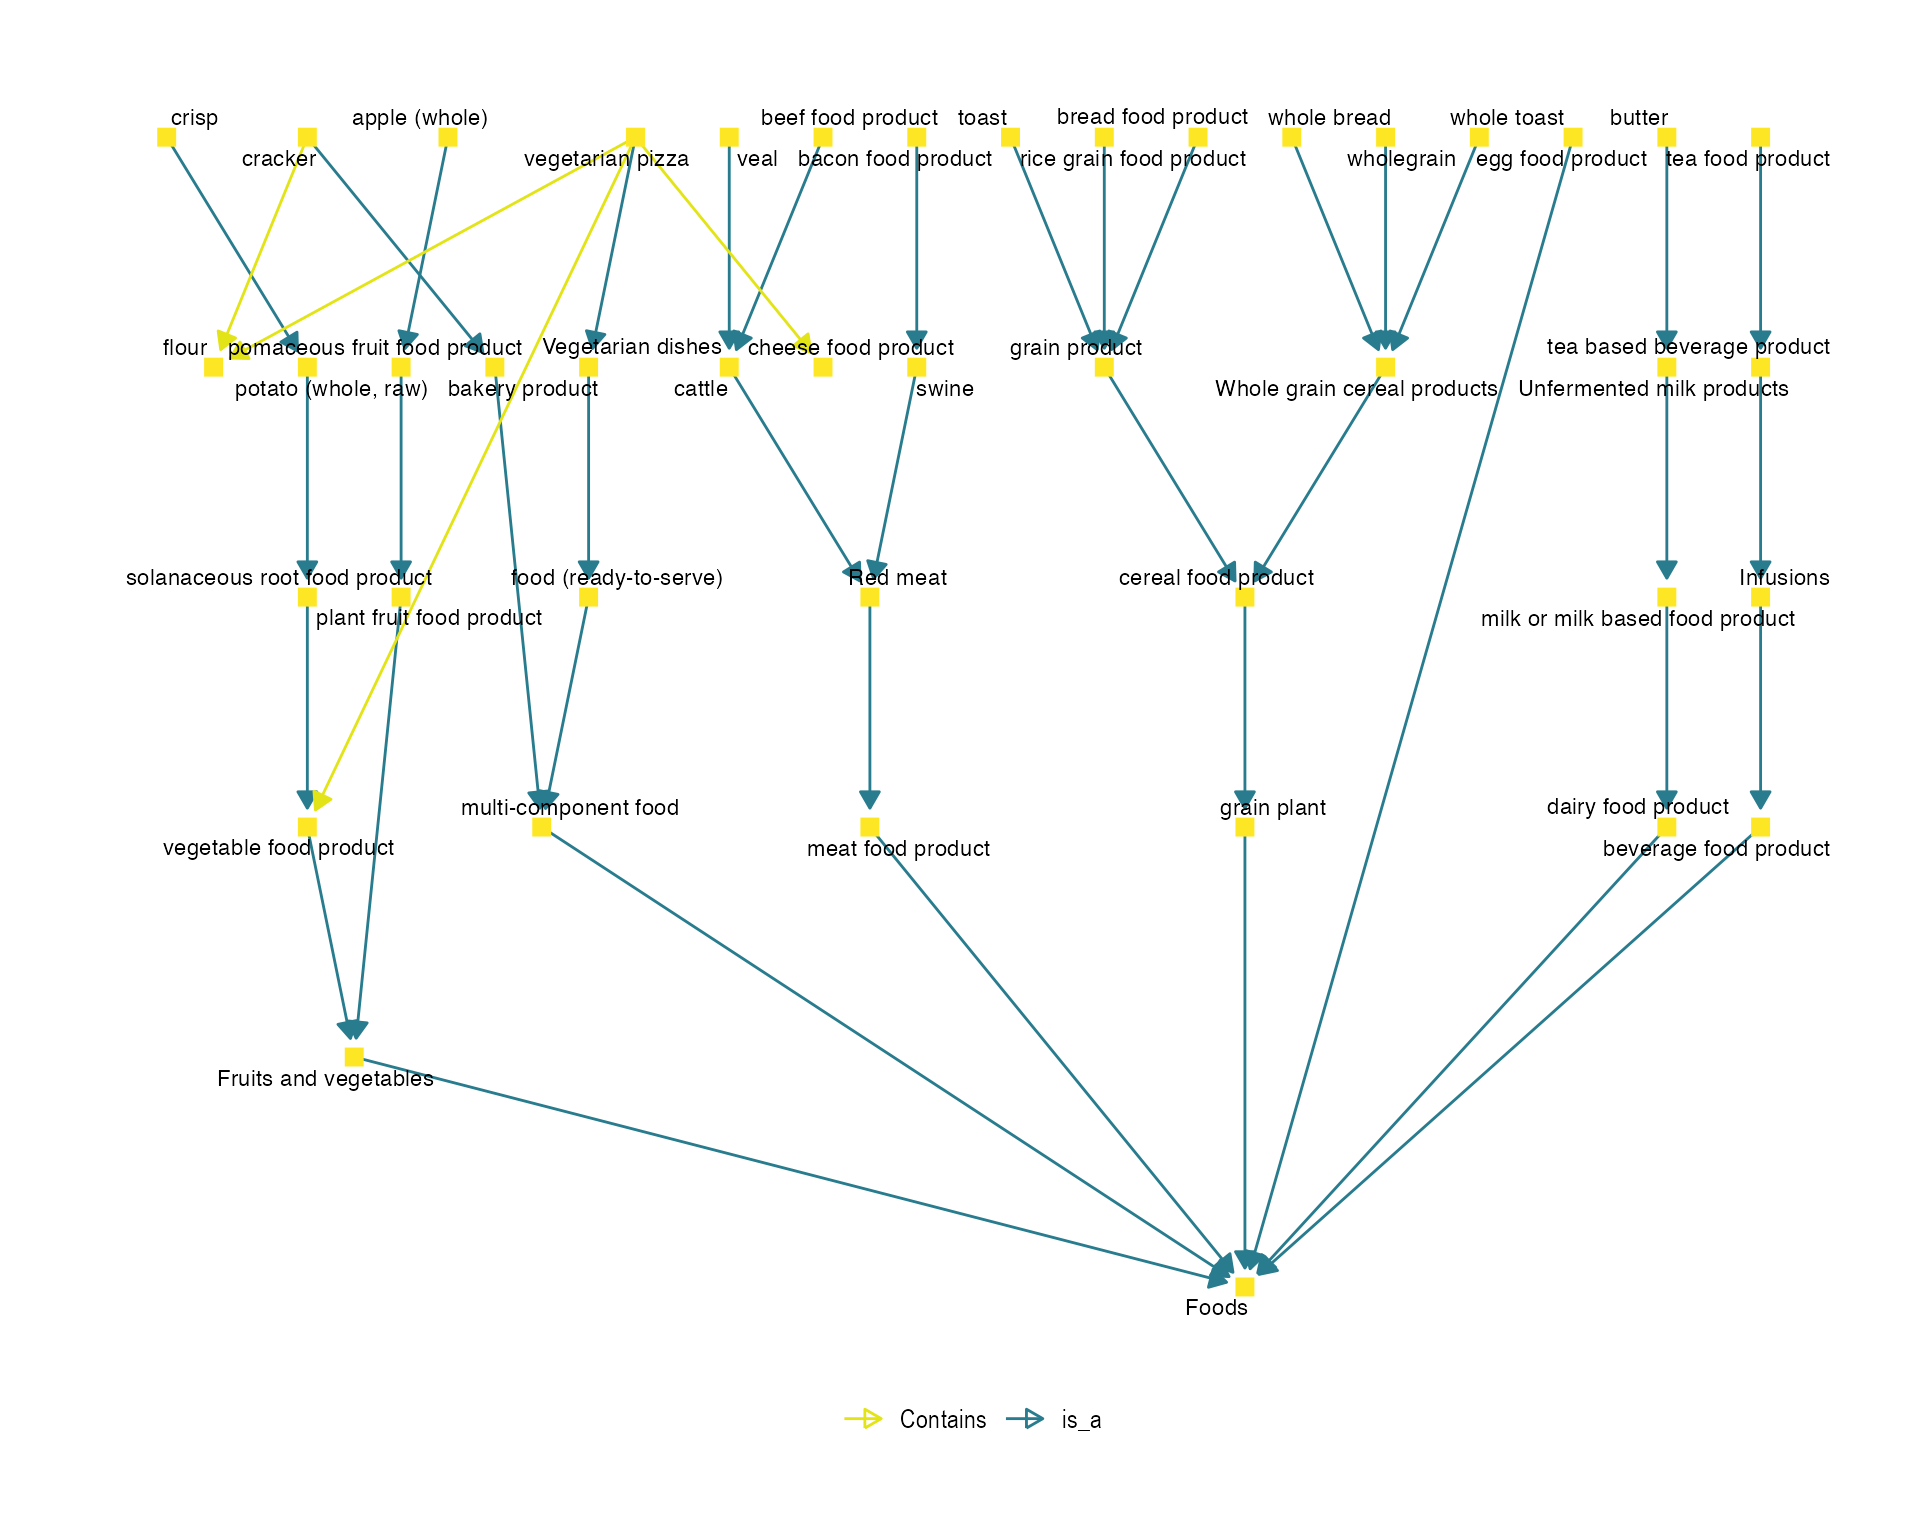 crisp
apple (whole)
beef food product
toast
bread food product
whole bread
whole toast
butter
cracker
vegetarian pizza
veal
bacon food product
rice grain food product
wholegrain
egg food product
tea food product
flour
pomaceous fruit food product
Vegetarian dishes
cheese food product
grain product
tea based beverage product
potato (whole, raw)
bakery product
cattle
swine
Whole grain cereal products
Unfermented milk products
solanaceous root food product
food (ready-to-serve)
Red meat
cereal food product
Infusions
plant fruit food product
milk or milk based food product
multi-component food
grain plant
dairy food product
vegetable food product
meat food product
beverage food product
Fruits and vegetables
Foods
Contains
is_a